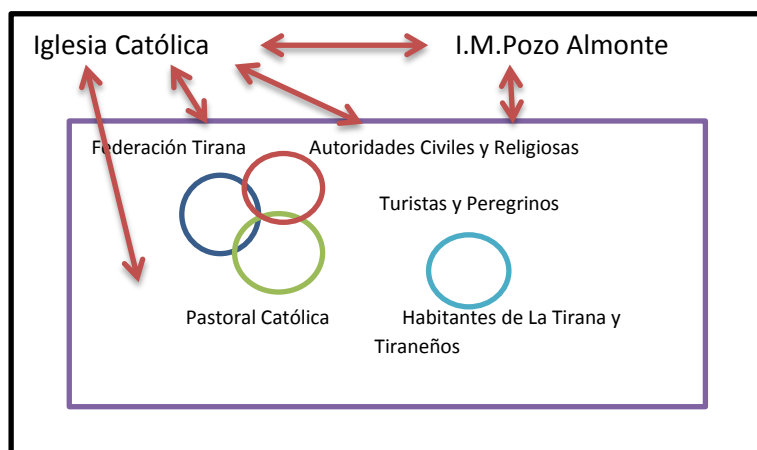 Iglesia Católica
I.M.Pozo Almonte
Federación Tirana
Autoridades Civiles y Religiosas
Turistas y Peregrinos
Pastoral Católica
Habitantes de La Tirana y
Tiraneños